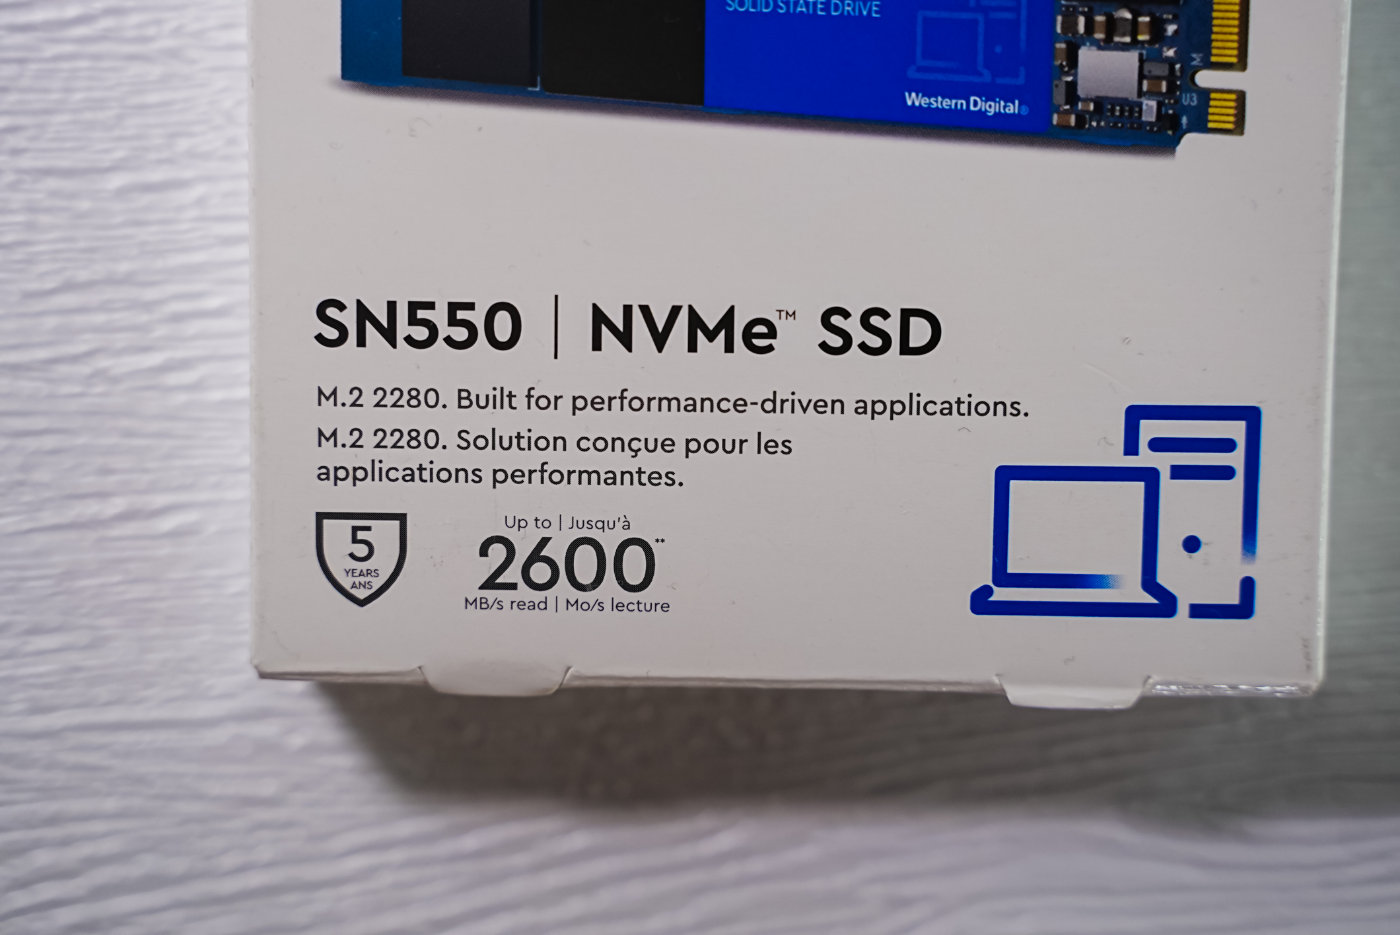 SOLID STATE DRIVE
Western Digital®
M
U3
SN550 | NVMe™ SSD
M.2 2280. Built for performance-driven applications.
M.2 2280. Solution conçue pour les
applications performantes.
5
YEARS
ANS
Up to | Jusqu'à
2600**
MB/s read | Mo/s lecture